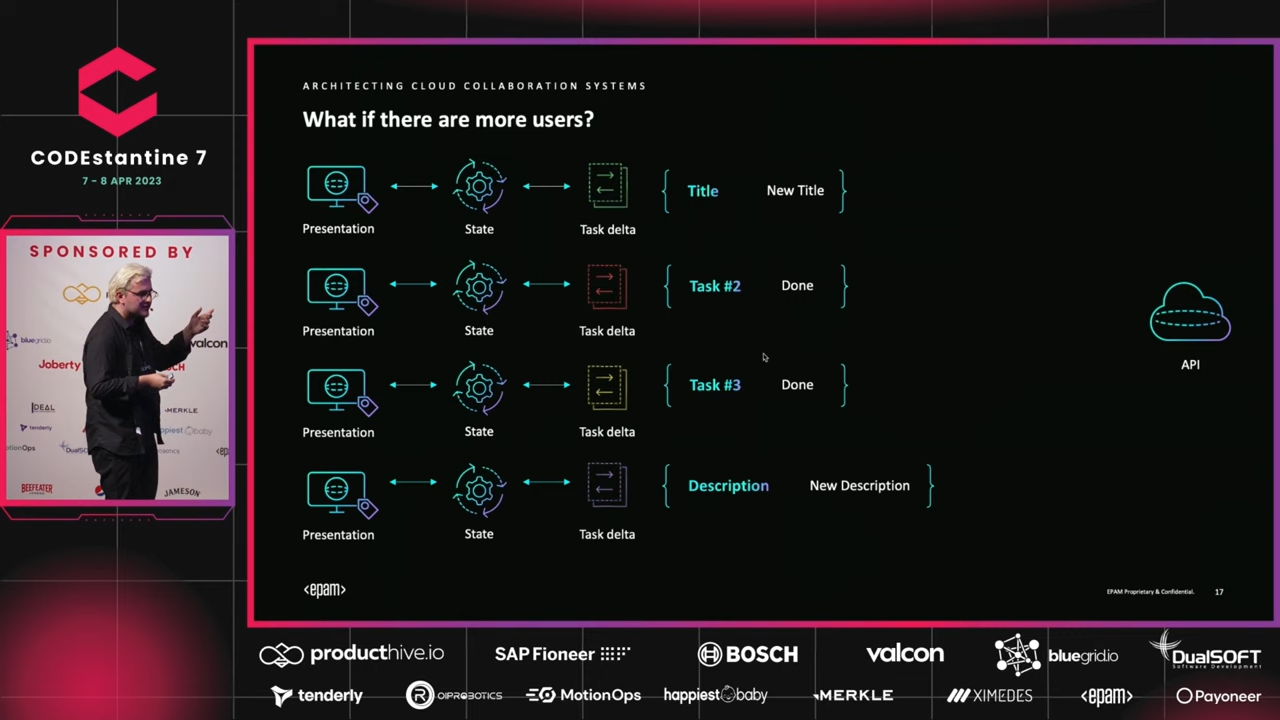 CODEstantine 7
7 - 8 APR 2023
SPONSORED BY
bluegrid.io
valcon
Joberty
IDEAL
MERKLE
tenderly
happiest baby
BEEFEATER
JAMESON
ARCHITECTING CLOUD COLLABORATION SYSTEMS
What if there are more users?
Presentation
State
Task delta
{ Title New Title }
Presentation
State
Task delta
{ Task #2 Done }
Presentation
State
Task delta
{ Task #3 Done }
Presentation
State
Task delta
{ Description New Description }
API
<epam>
EPAM Proprietary & Confidential.
17
producthive.io
SAP Fioneer
BOSCH
valcon
bluegrid.io
DualSOFT
Software Development
tenderly
R OIPROBOTICS
MotionOps
happiest baby
MERKLE
XIMEDES
<epam>
Payoneer